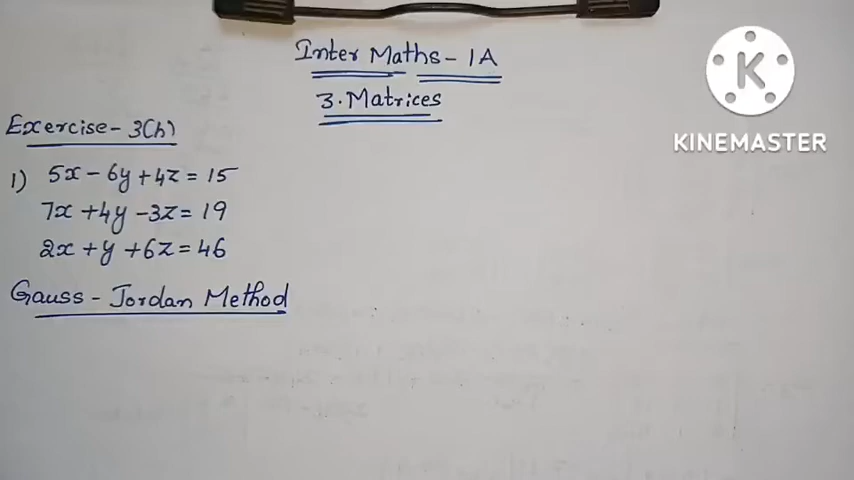 Inter Maths - 1A
3. Matrices
K
KINEMASTER
Exercise - 3(h)
1) 5x - 6y + 4z = 15
7x + 4y - 3z = 19
2x + y + 6z = 46
Gauss - Jordan Method